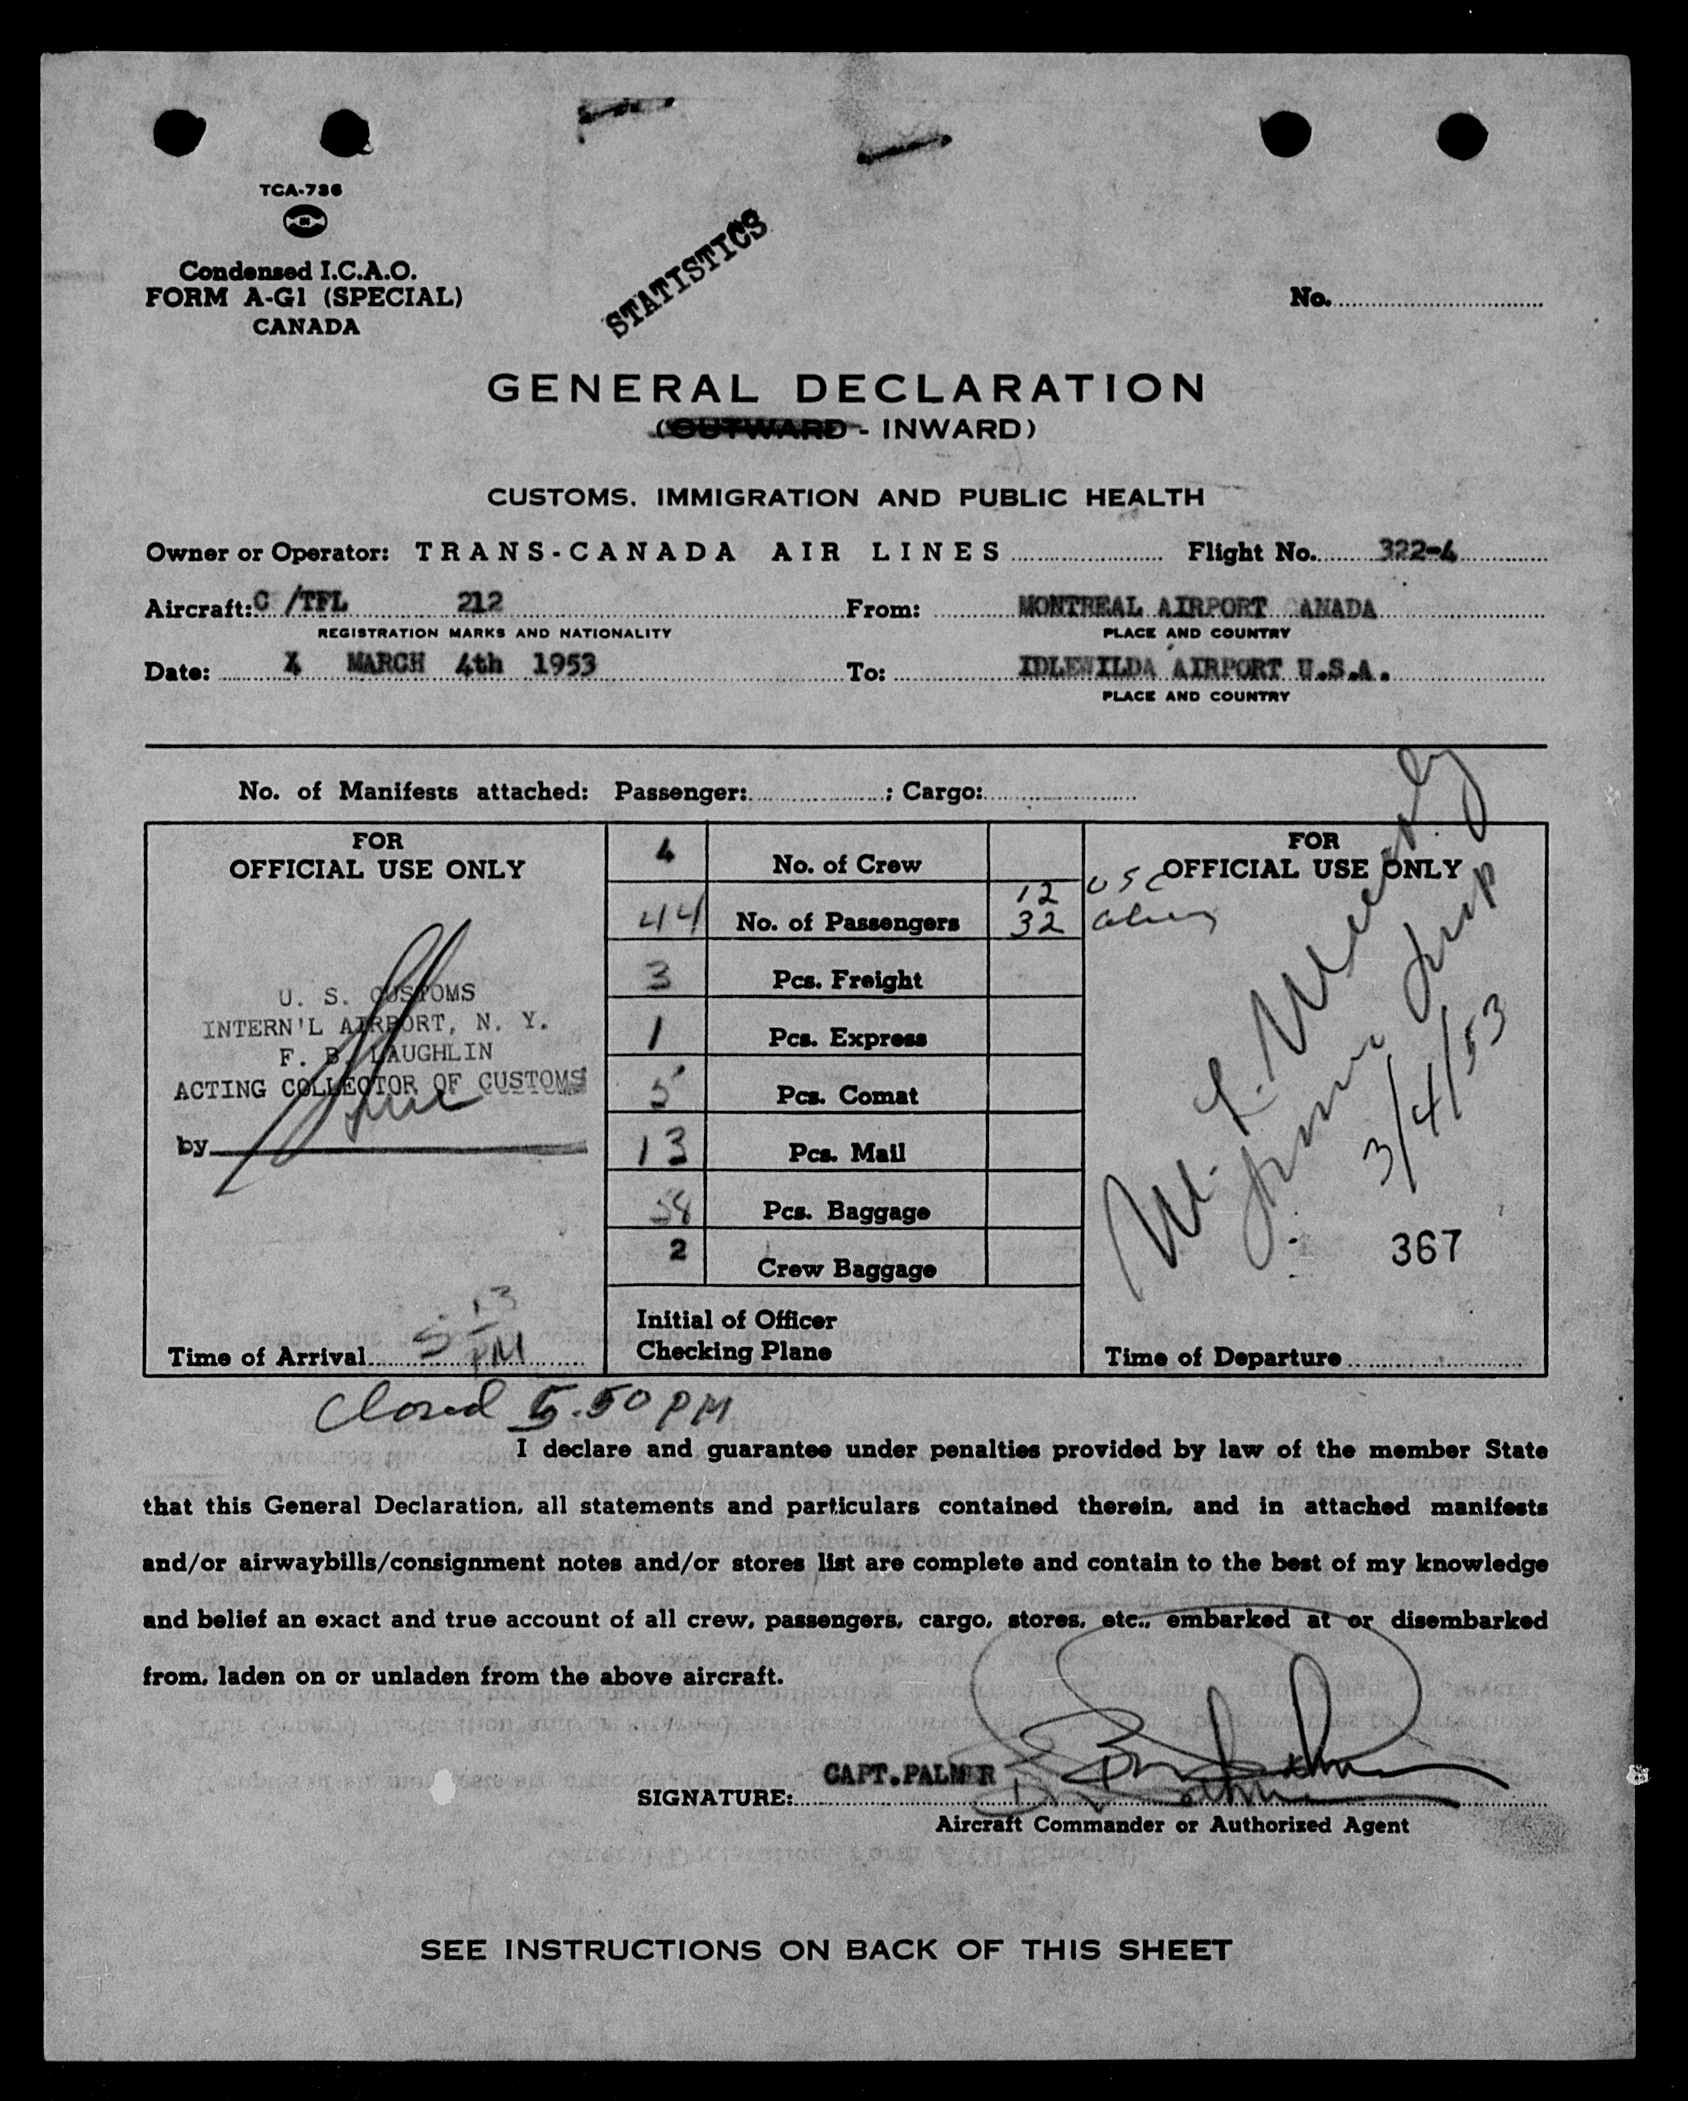 TCA-736
Condensed I.C.A.O.
FORM A-G1 (SPECIAL)
CANADA
STATISTICS
No.
GENERAL DECLARATION
(OUTWARD - INWARD)
CUSTOMS, IMMIGRATION AND PUBLIC HEALTH
Owner or Operator: TRANS-CANADA AIR LINES Flight No. 322-4
Aircraft: C /TFL 212 From: MONTREAL AIRPORT CANADA
REGISTRATION MARKS AND NATIONALITY PLACE AND COUNTRY
Date: 4 MARCH 4th 1953 To: IDLEWILDA AIRPORT U.S.A.
PLACE AND COUNTRY
No. of Manifests attached: Passenger: ; Cargo:
FOR
OFFICIAL USE ONLY
U. S. CUSTOMS
INTERN'L AIRPORT, N. Y.
F. B. LAUGHLIN
ACTING COLLECTOR OF CUSTOMS
by
Time of Arrival 5 13 PM
4 No. of Crew
44 No. of Passengers 12 USC
32
3 Pcs. Freight
1 Pcs. Express
5 Pcs. Comat
13 Pcs. Mail
58 Pcs. Baggage
2 Crew Baggage
Initial of Officer
Checking Plane
FOR
OFFICIAL USE ONLY
3/4/53
367
Time of Departure
Closed 5.50 PM
I declare and guarantee under penalties provided by law of the member State
that this General Declaration, all statements and particulars contained therein, and in attached manifests
and/or airwaybills/consignment notes and/or stores list are complete and contain to the best of my knowledge
and belief an exact and true account of all crew, passengers, cargo, stores, etc., embarked at or disembarked
from, laden on or unladen from the above aircraft.
SIGNATURE: CAPT. PALMER
Aircraft Commander or Authorized Agent
SEE INSTRUCTIONS ON BACK OF THIS SHEET